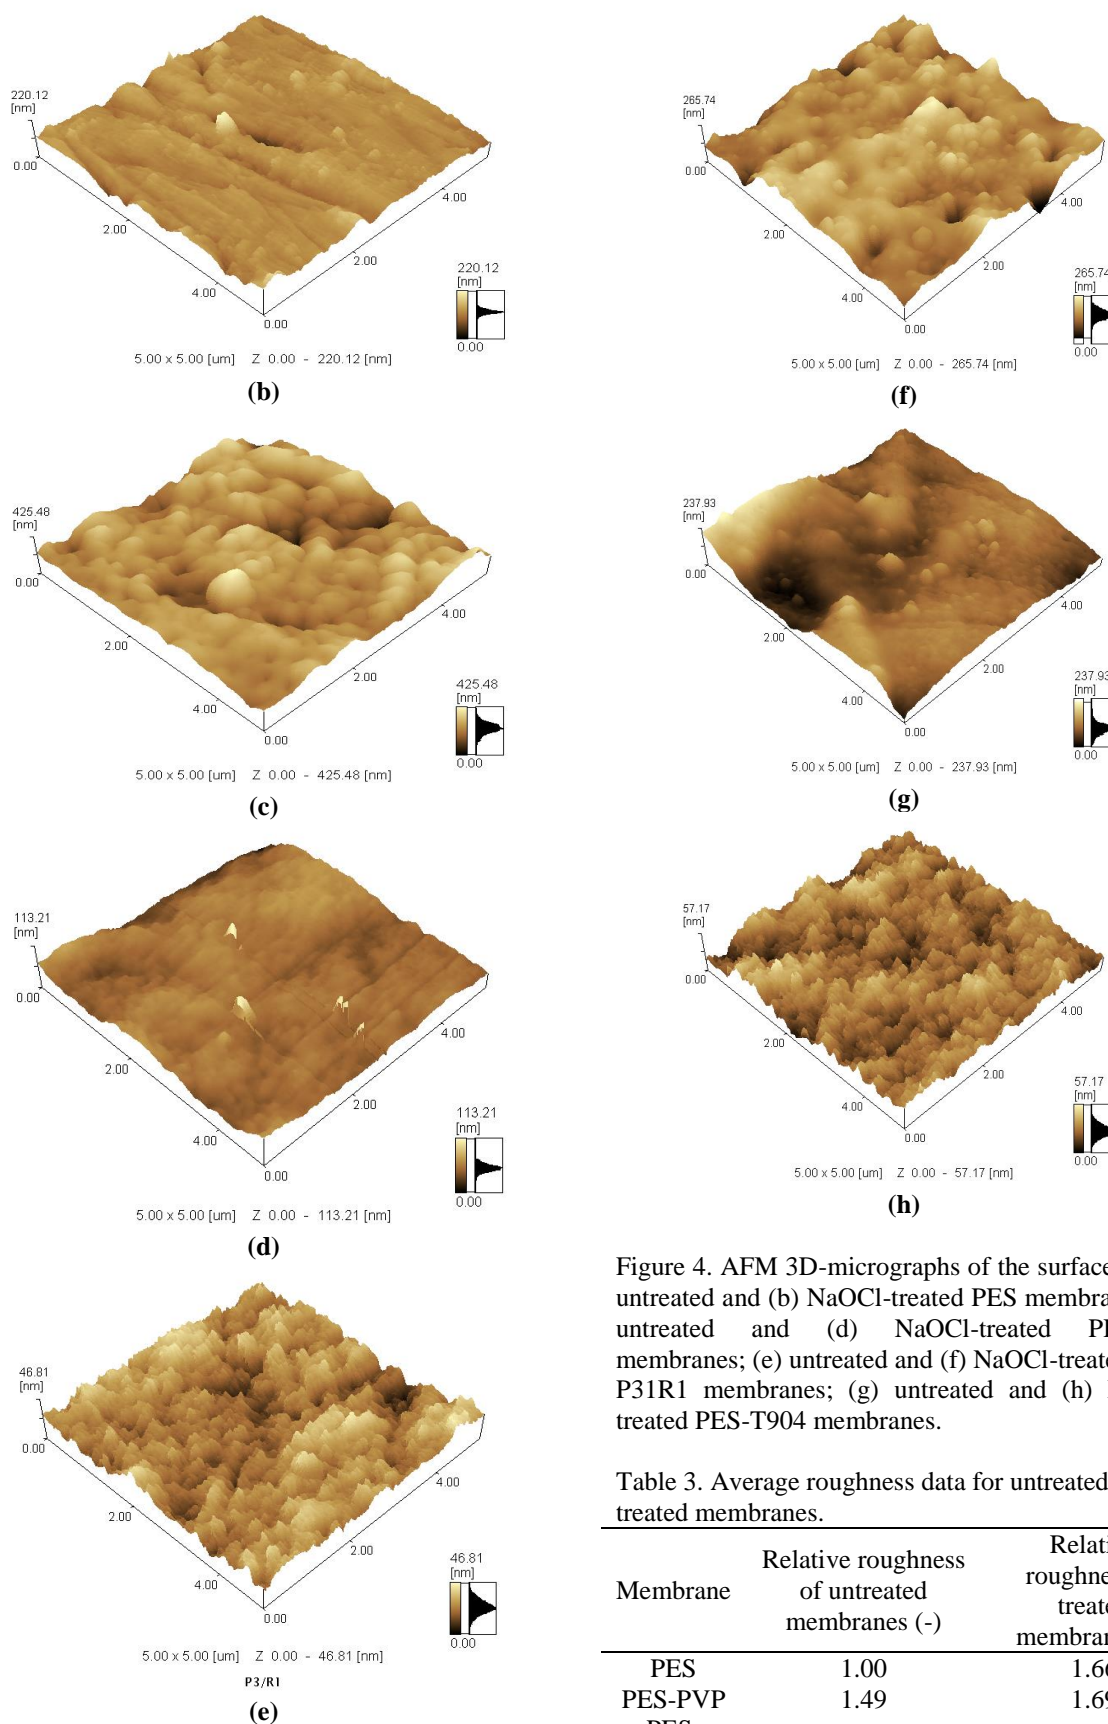 220.12
[nm]
0.00
2.00
4.00
0.00
2.00
4.00
220.12
[nm]
0.00
5.00 x 5.00 [um] Z 0.00 - 220.12 [nm]
(b)
425.48
[nm]
0.00
2.00
4.00
0.00
2.00
4.00
425.48
[nm]
0.00
5.00 x 5.00 [um] Z 0.00 - 425.48 [nm]
(c)
113.21
[nm]
0.00
2.00
4.00
0.00
2.00
4.00
113.21
[nm]
0.00
5.00 x 5.00 [um] Z 0.00 - 113.21 [nm]
(d)
46.81
[nm]
0.00
2.00
4.00
0.00
2.00
4.00
46.81
[nm]
0.00
5.00 x 5.00 [um] Z 0.00 - 46.81 [nm]
P3/R1
(e)
265.74
[nm]
0.00
2.00
4.00
0.00
2.00
4.00
265.74
[nm]
0.00
5.00 x 5.00 [um] Z 0.00 - 265.74 [nm]
(f)
237.93
[nm]
0.00
2.00
4.00
0.00
2.00
4.00
237.93
[nm]
0.00
5.00 x 5.00 [um] Z 0.00 - 237.93 [nm]
(g)
57.17
[nm]
0.00
2.00
4.00
0.00
2.00
4.00
57.17
[nm]
0.00
5.00 x 5.00 [um] Z 0.00 - 57.17 [nm]
(h)
Figure 4. AFM 3D-micrographs of the surface
untreated and (b) NaOCl-treated PES
untreated and (d) NaOCl-treated
membranes; (e) untreated and (f)
P31R1 membranes; (g) untreated and (h)
treated PES-T904 membranes.
Table 3. Average roughness data for untreated
treated membranes.
Membrane
Relative roughness
of untreated
membranes (-)
PES 1.00
PES-PVP 1.49